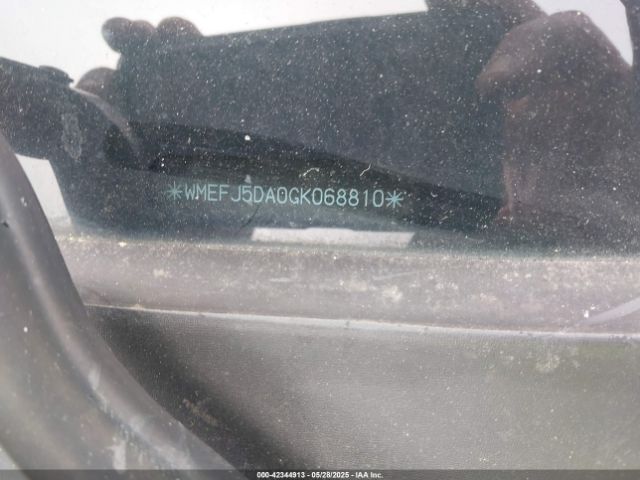 *WMEFJ5DA0GK068810*
000-42344913 - 05/28/2025 - IAA Inc.